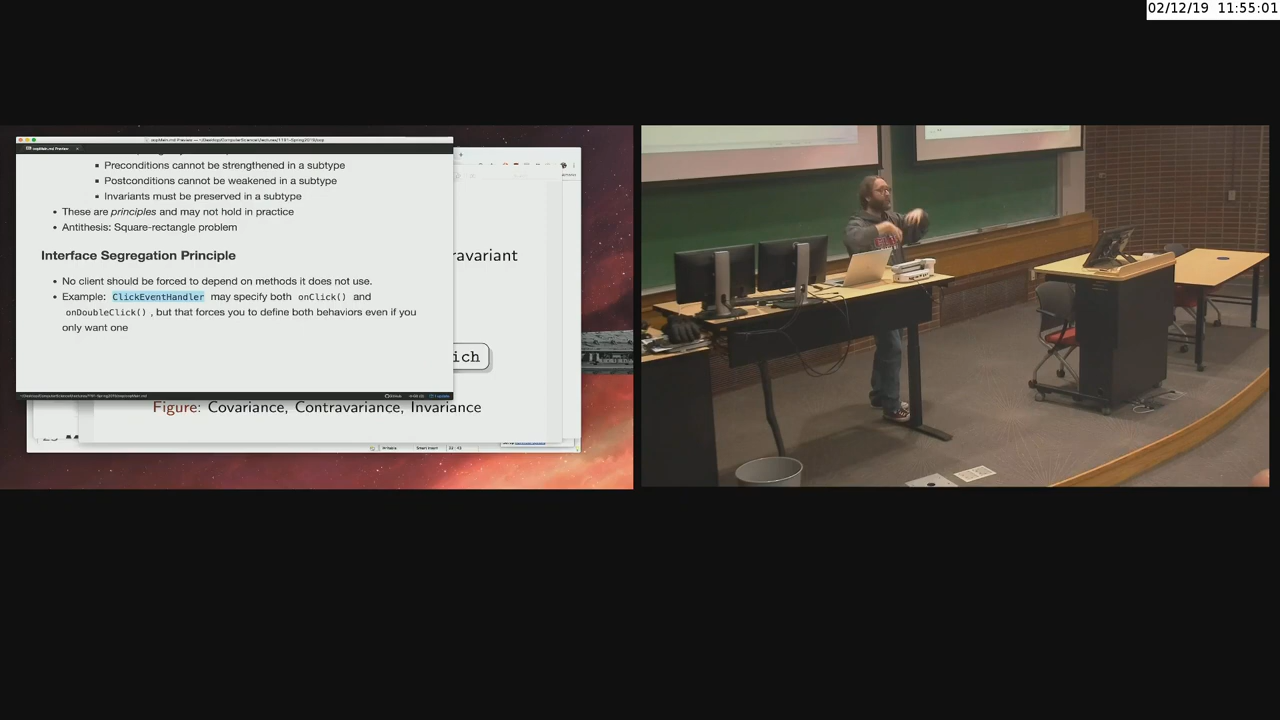 02/12/19 11:55:01
oopMain.md Preview
Preconditions cannot be strengthened in a subtype
Postconditions cannot be weakened in a subtype
Invariants must be preserved in a subtype
These are principles and may not hold in practice
Antithesis: Square-rectangle problem
Interface Segregation Principle
No client should be forced to depend on methods it does not use.
Example: ClickEventHandler may specify both onClick() and
onDoubleClick() , but that forces you to define both behaviors even if you
only want one
ravariant
ich
Figure: Covariance, Contravariance, Invariance